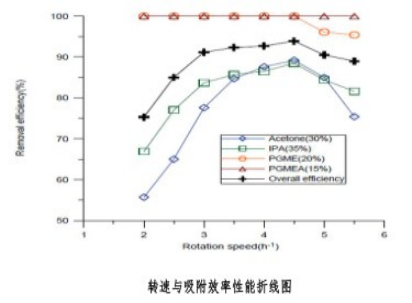 100
90
80
70
60
50
Removal efficiency(%)
Acetone(30%)
IPA(35%)
PGME(20%)
PGMEA(15%)
Overall efficiency
1 2 3 4 5 6
Rotation speed(h-1)
转速与吸附效率性能折线图